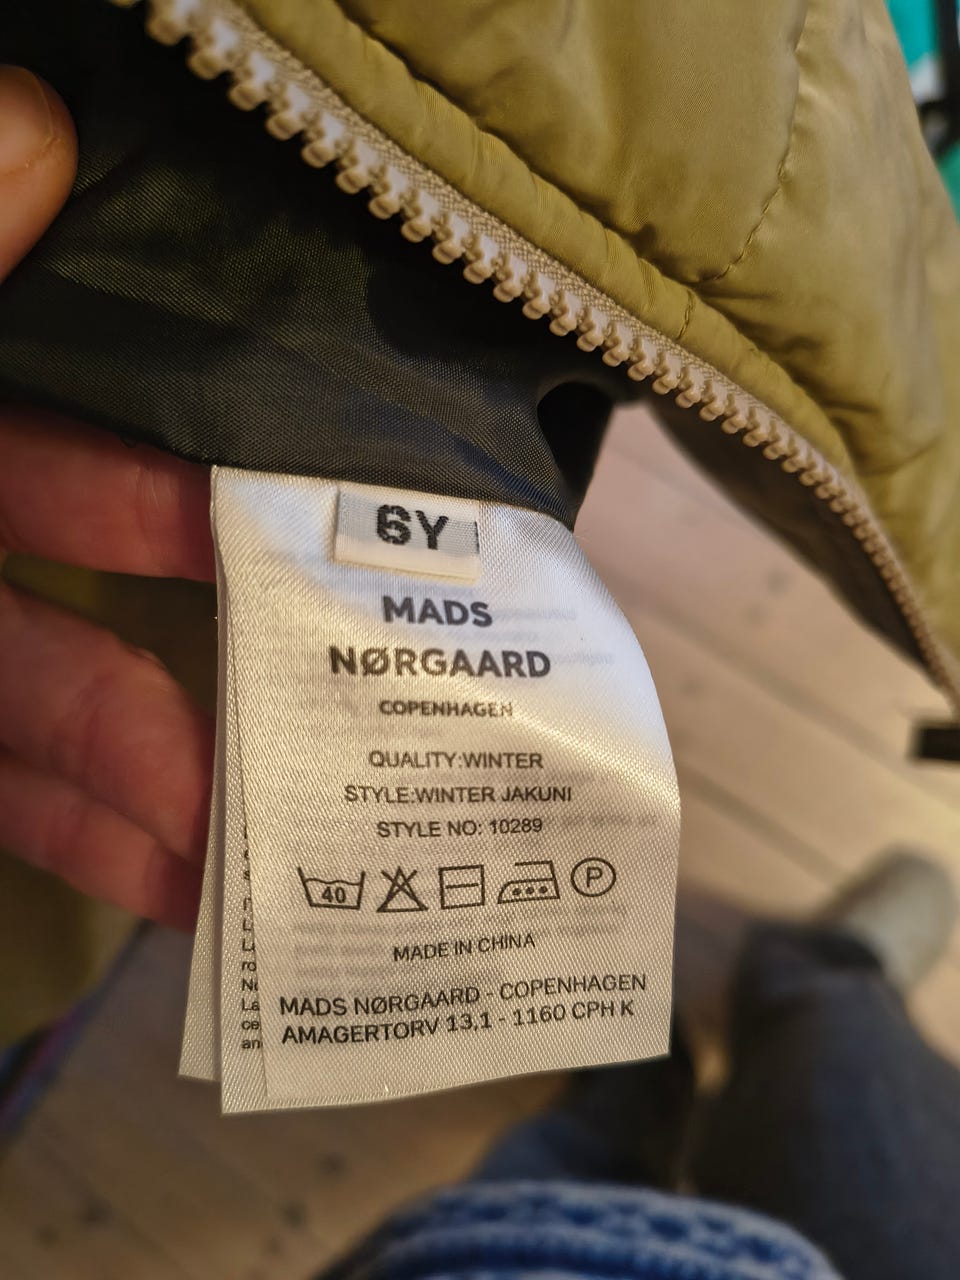 6Y
MADS
NØRGAARD
COPENHAGEN
QUALITY:WINTER
STYLE:WINTER JAKUNI
STYLE NO: 10289
40
P
MADE IN CHINA
MADS NØRGAARD - COPENHAGEN
AMAGERTORV 13,1 - 1160 CPH K